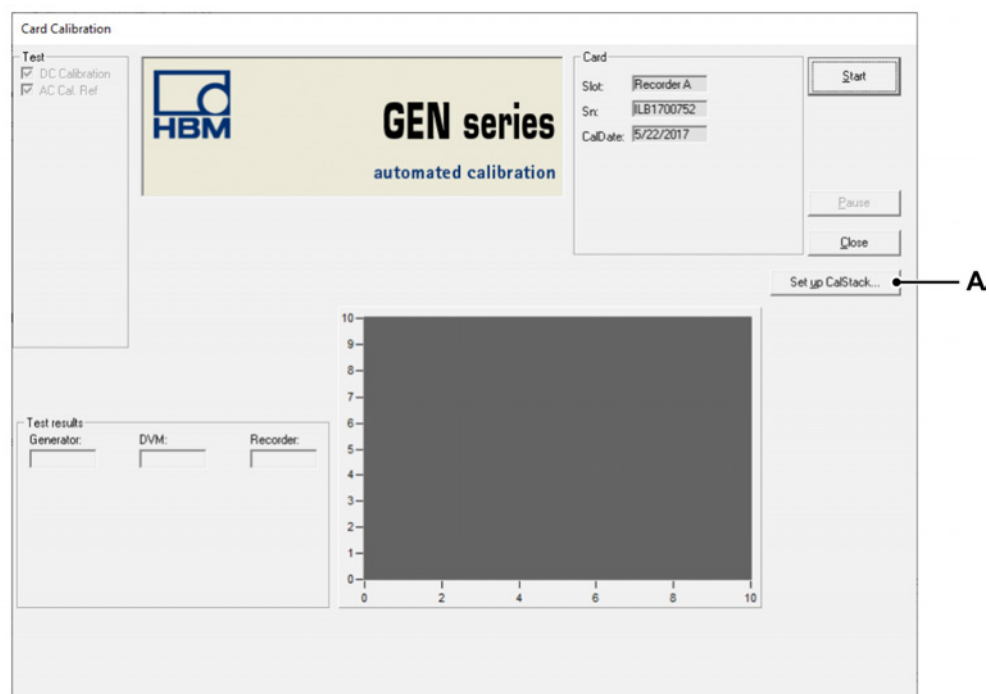 Card Calibration
Test
DC Calibration
AC Cal. Ref
HBM
GEN series
automated calibration
Card
Slot: Recorder A
Sn: ILB1700752
CalDate: 5/22/2017
Start
Pause
Close
Set up CalStack...
A
Test results
Generator: DVM: Recorder:
10
9
8
7
6
5
4
3
2
1
0
0 2 4 6 8 10